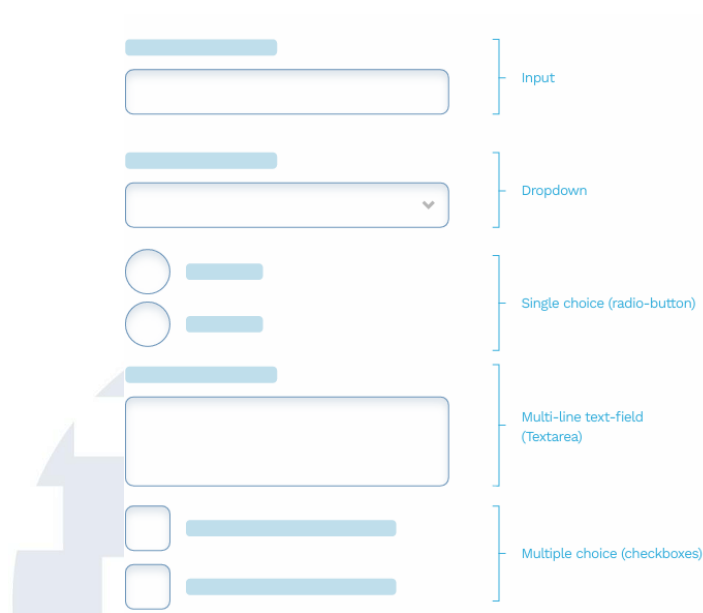 Input
Dropdown
Single choice (radio-button)
Multi-line text-field
(Textarea)
Multiple choice (checkboxes)